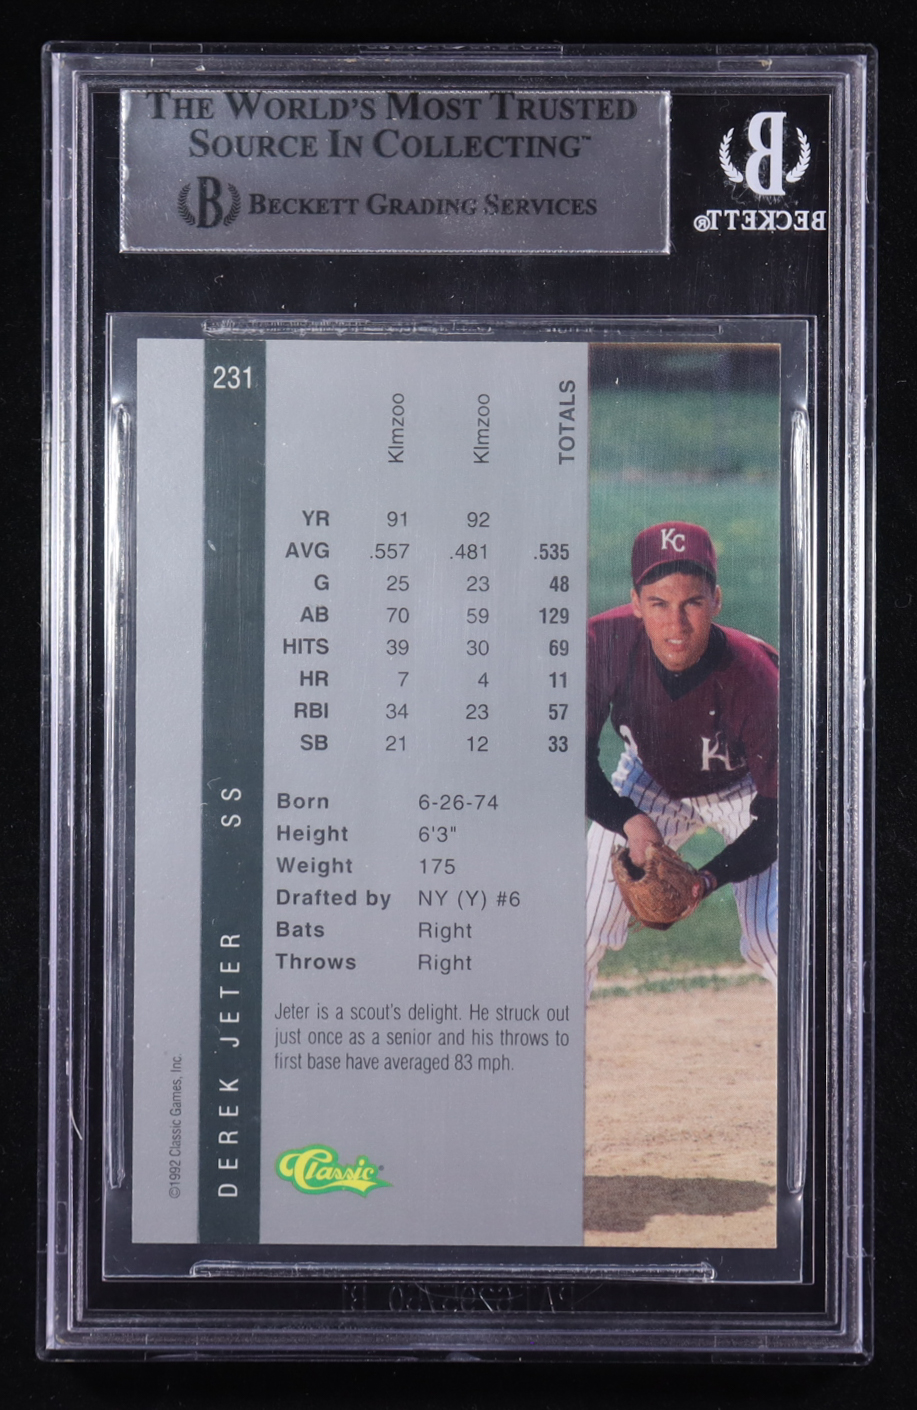 THE WORLD'S MOST TRUSTED
SOURCE IN COLLECTING™
B BECKETT GRADING SERVICES
B
BECKETT®
231
Klmzoo Klmzoo TOTALS
YR 91 92
AVG .557 .481 .535
G 25 23 48
AB 70 59 129
HITS 39 30 69
HR 7 4 11
RBI 34 23 57
SB 21 12 33
Born 6-26-74
Height 6'3"
Weight 175
Drafted by NY (Y) #6
Bats Right
Throws Right
Jeter is a scout's delight. He struck out
just once as a senior and his throws to
first base have averaged 83 mph.
Classic®
DEREK JETER SS
©1992 Classic Games, Inc.
KC
K